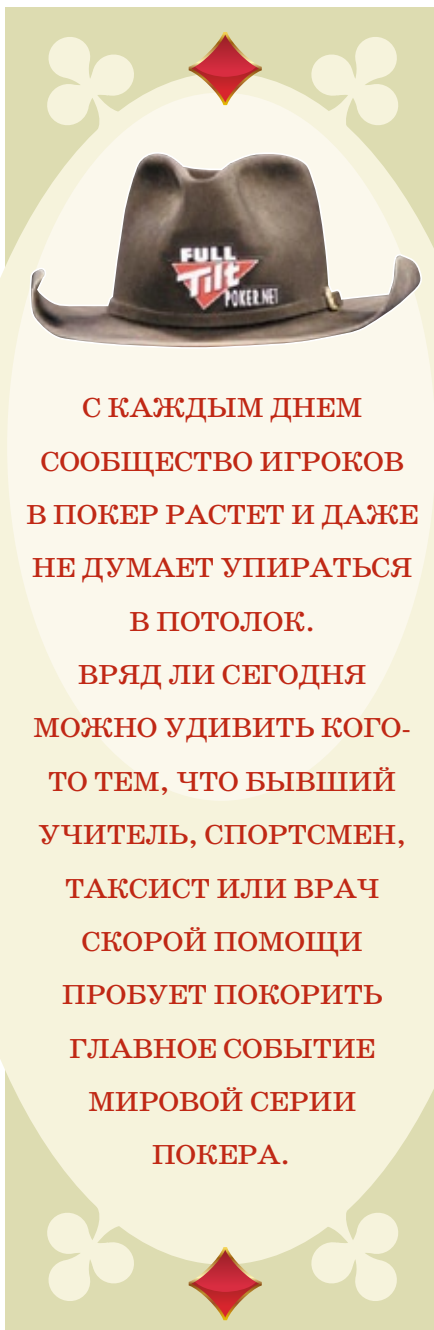 FULL
Tilt
POKER.NET
С КАЖДЫМ ДНЕМ
СООБЩЕСТВО ИГРОКОВ
В ПОКЕР РАСТЕТ И ДАЖЕ
НЕ ДУМАЕТ УПИРАТЬСЯ
В ПОТОЛОК.
ВРЯД ЛИ СЕГОДНЯ
МОЖНО УДИВИТЬ КОГО-
ТО ТЕМ, ЧТО БЫВШИЙ
УЧИТЕЛЬ, СПОРТСМЕН,
ТАКСИСТ ИЛИ ВРАЧ
СКОРОЙ ПОМОЩИ
ПРОБУЕТ ПОКОРИТЬ
ГЛАВНОЕ СОБЫТИЕ
МИРОВОЙ СЕРИИ
ПОКЕРА.